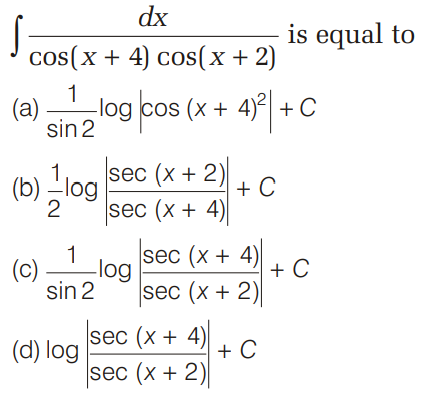 ∫ dx / cos(x + 4) cos(x + 2) is equal to
(a) 1/sin 2 log |cos (x + 4)²| + C
(b) 1/2 log |sec (x + 2)/sec (x + 4)| + C
(c) 1/sin 2 log |sec (x + 4)/sec (x + 2)| + C
(d) log |sec (x + 4)/sec (x + 2)| + C